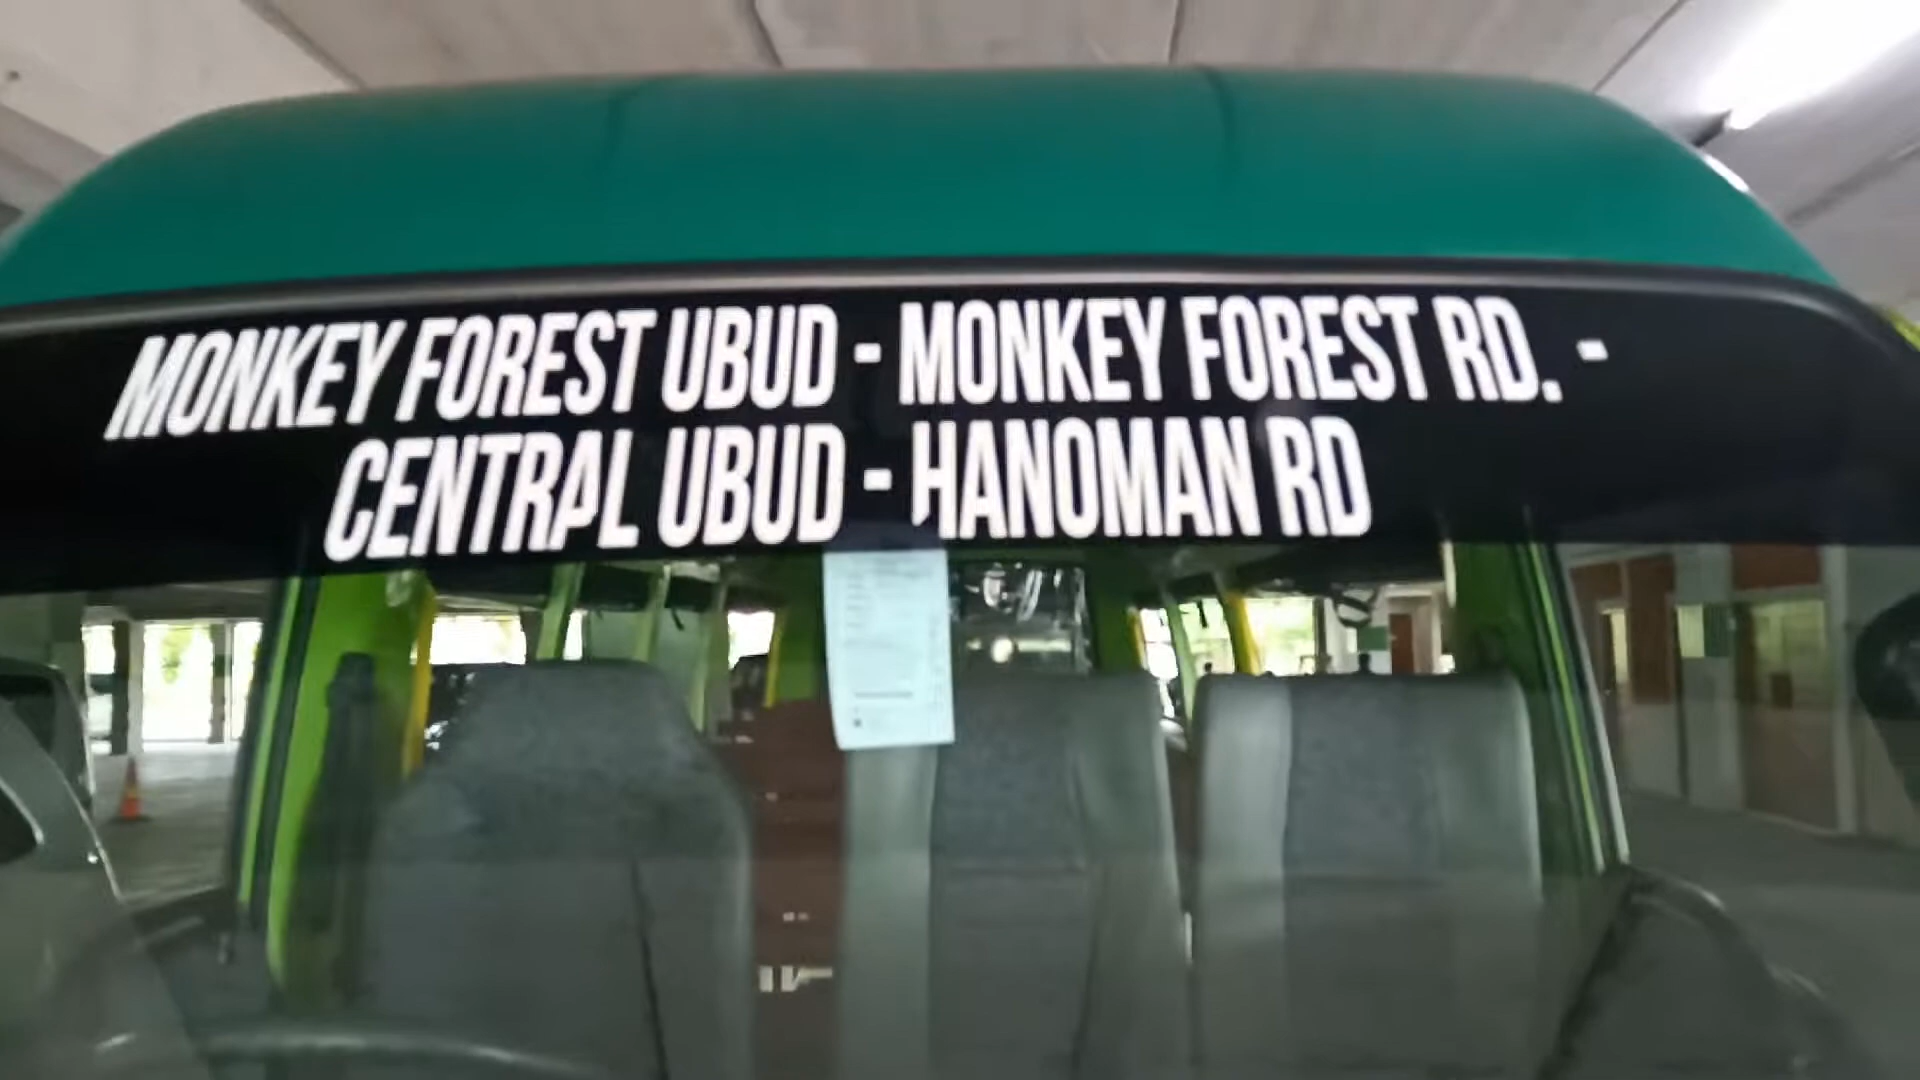 MONKEY FOREST UBUD - MONKEY FOREST RD. -
CENTRAL UBUD - HANOMAN RD